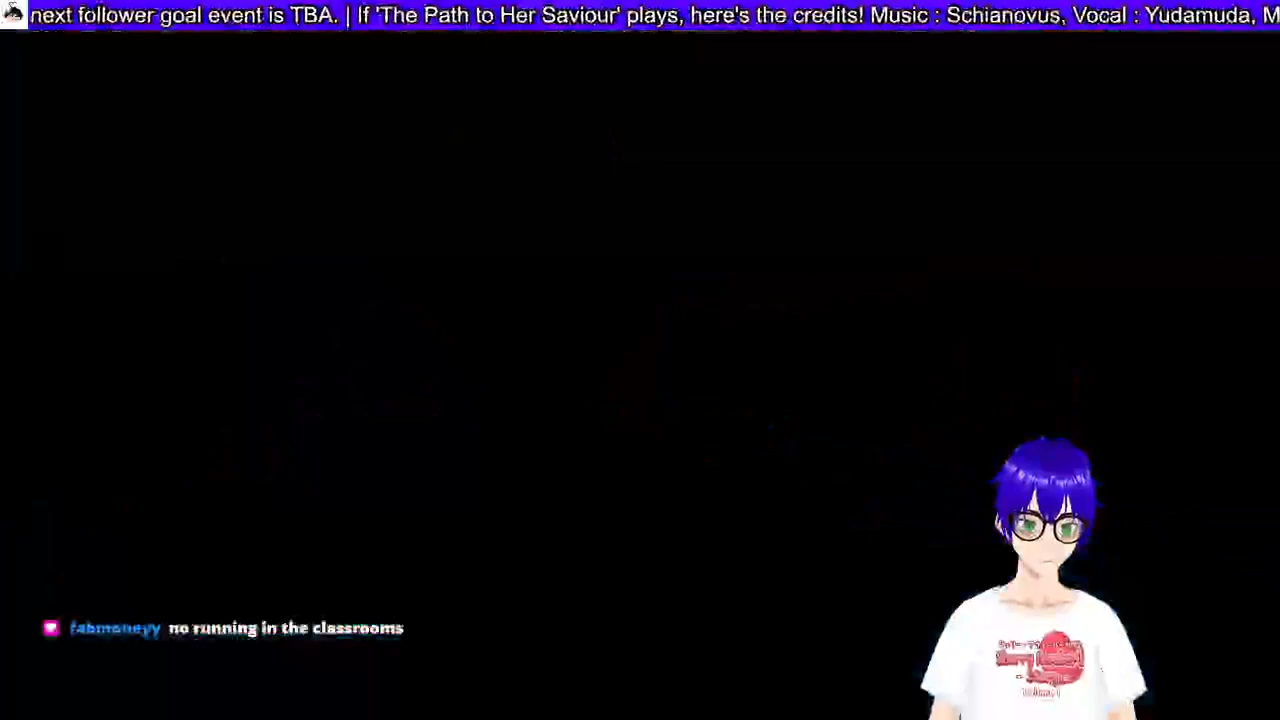 next follower goal event is TBA. | If 'The Path to Her Saviour' plays, here's the credits! Music : Schianovus, Vocal : Yudamuda, M
fabmoneyy no running in the classrooms